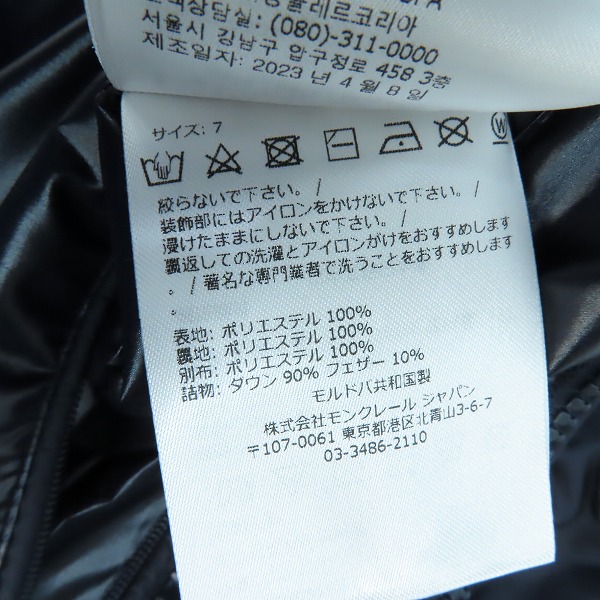 고객상담실: (080)-311-0000
서울시 강남구 압구정로 458 3층
제조일자: 2023 년 4 월 8 일
サイズ: 7
W
絞らないで下さい。 /
装飾部にはアイロンをかけないで下さい。 /
浸けたままにしないで下さい。 /
裏返しての洗濯とアイロンがけをおすすめします
。 / 著名な専門業者で洗うことをおすすめします
。
表地: ポリエステル 100%
裏地: ポリエステル 100%
別布: ポリエステル 100%
詰物: ダウン 90% フェザー 10%
モルドバ共和国製
株式会社モンクレール ジャパン
〒107-0061 東京都港区北青山3-6-7
03-3486-2110